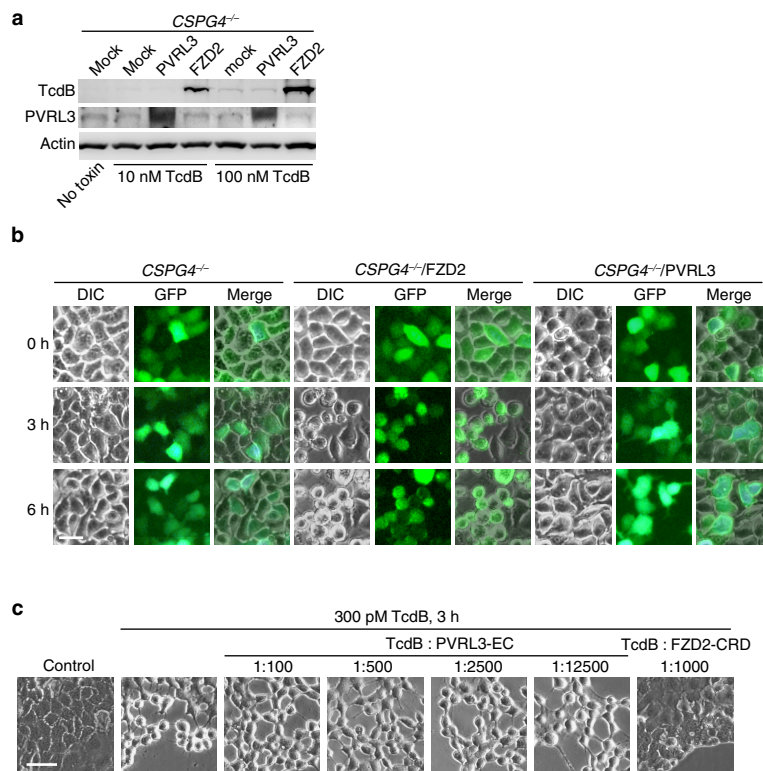 a
CSPG4–/–
Mock Mock PVRL3 FZD2 mock PVRL3 FZD2
TcdB
PVRL3
Actin
No toxin 10 nM TcdB 100 nM TcdB
b
CSPG4–/– CSPG4–/–/FZD2 CSPG4–/–/PVRL3
DIC GFP Merge DIC GFP Merge DIC GFP Merge
0 h
3 h
6 h
c
300 pM TcdB, 3 h
TcdB : PVRL3-EC TcdB : FZD2-CRD
Control 1:100 1:500 1:2500 1:12500 1:1000